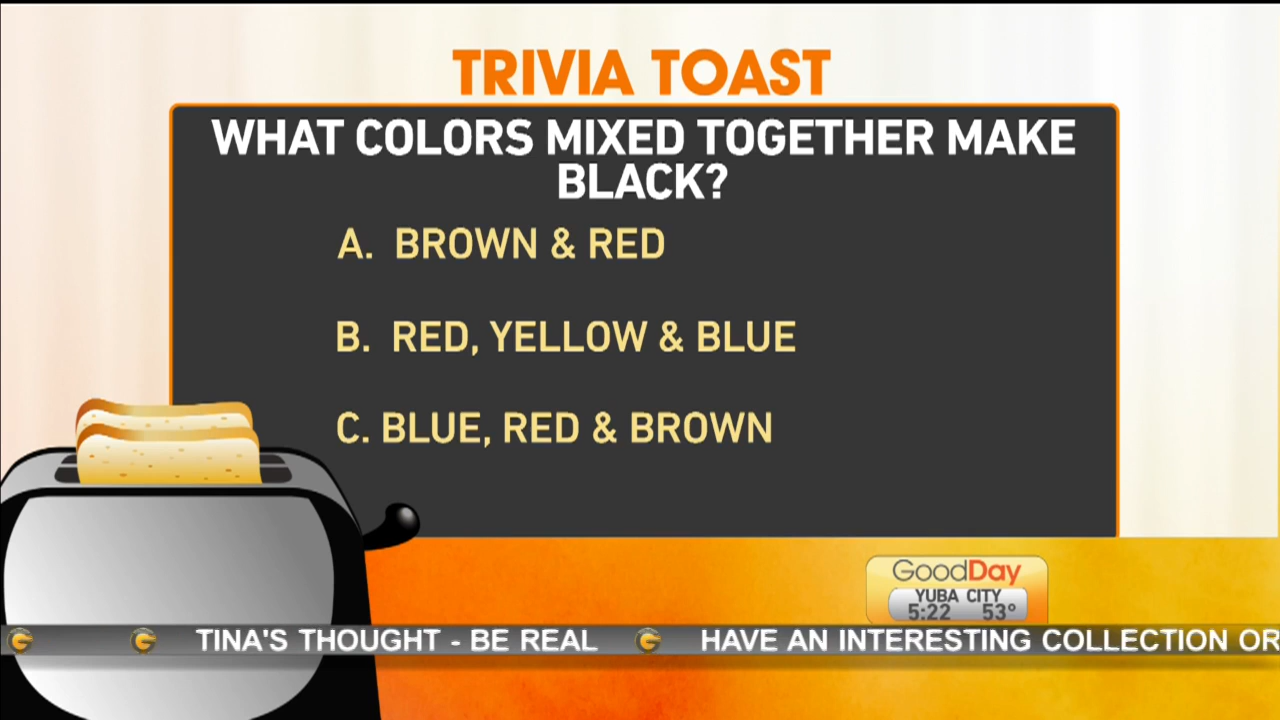 TRIVIA TOAST
WHAT COLORS MIXED TOGETHER MAKE
BLACK?
A. BROWN & RED
B. RED, YELLOW & BLUE
C. BLUE, RED & BROWN
GoodDay
YUBA CITY
5:22 53°
TINA'S THOUGHT - BE REAL HAVE AN INTERESTING COLLECTION OR